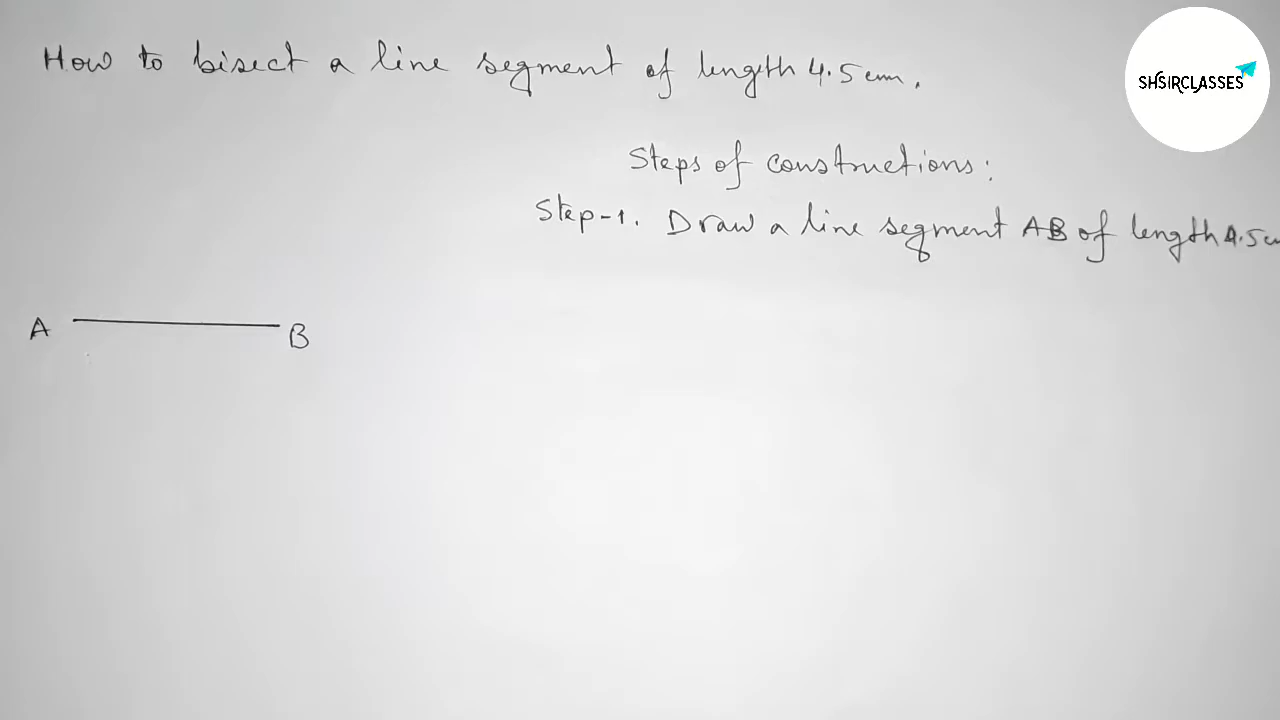 How to bisect a line segment of length 4.5 cm.
SHSIRCLASSES
Steps of constructions:
Step-1. Draw a line segment AB of length 4.5cm
A
B